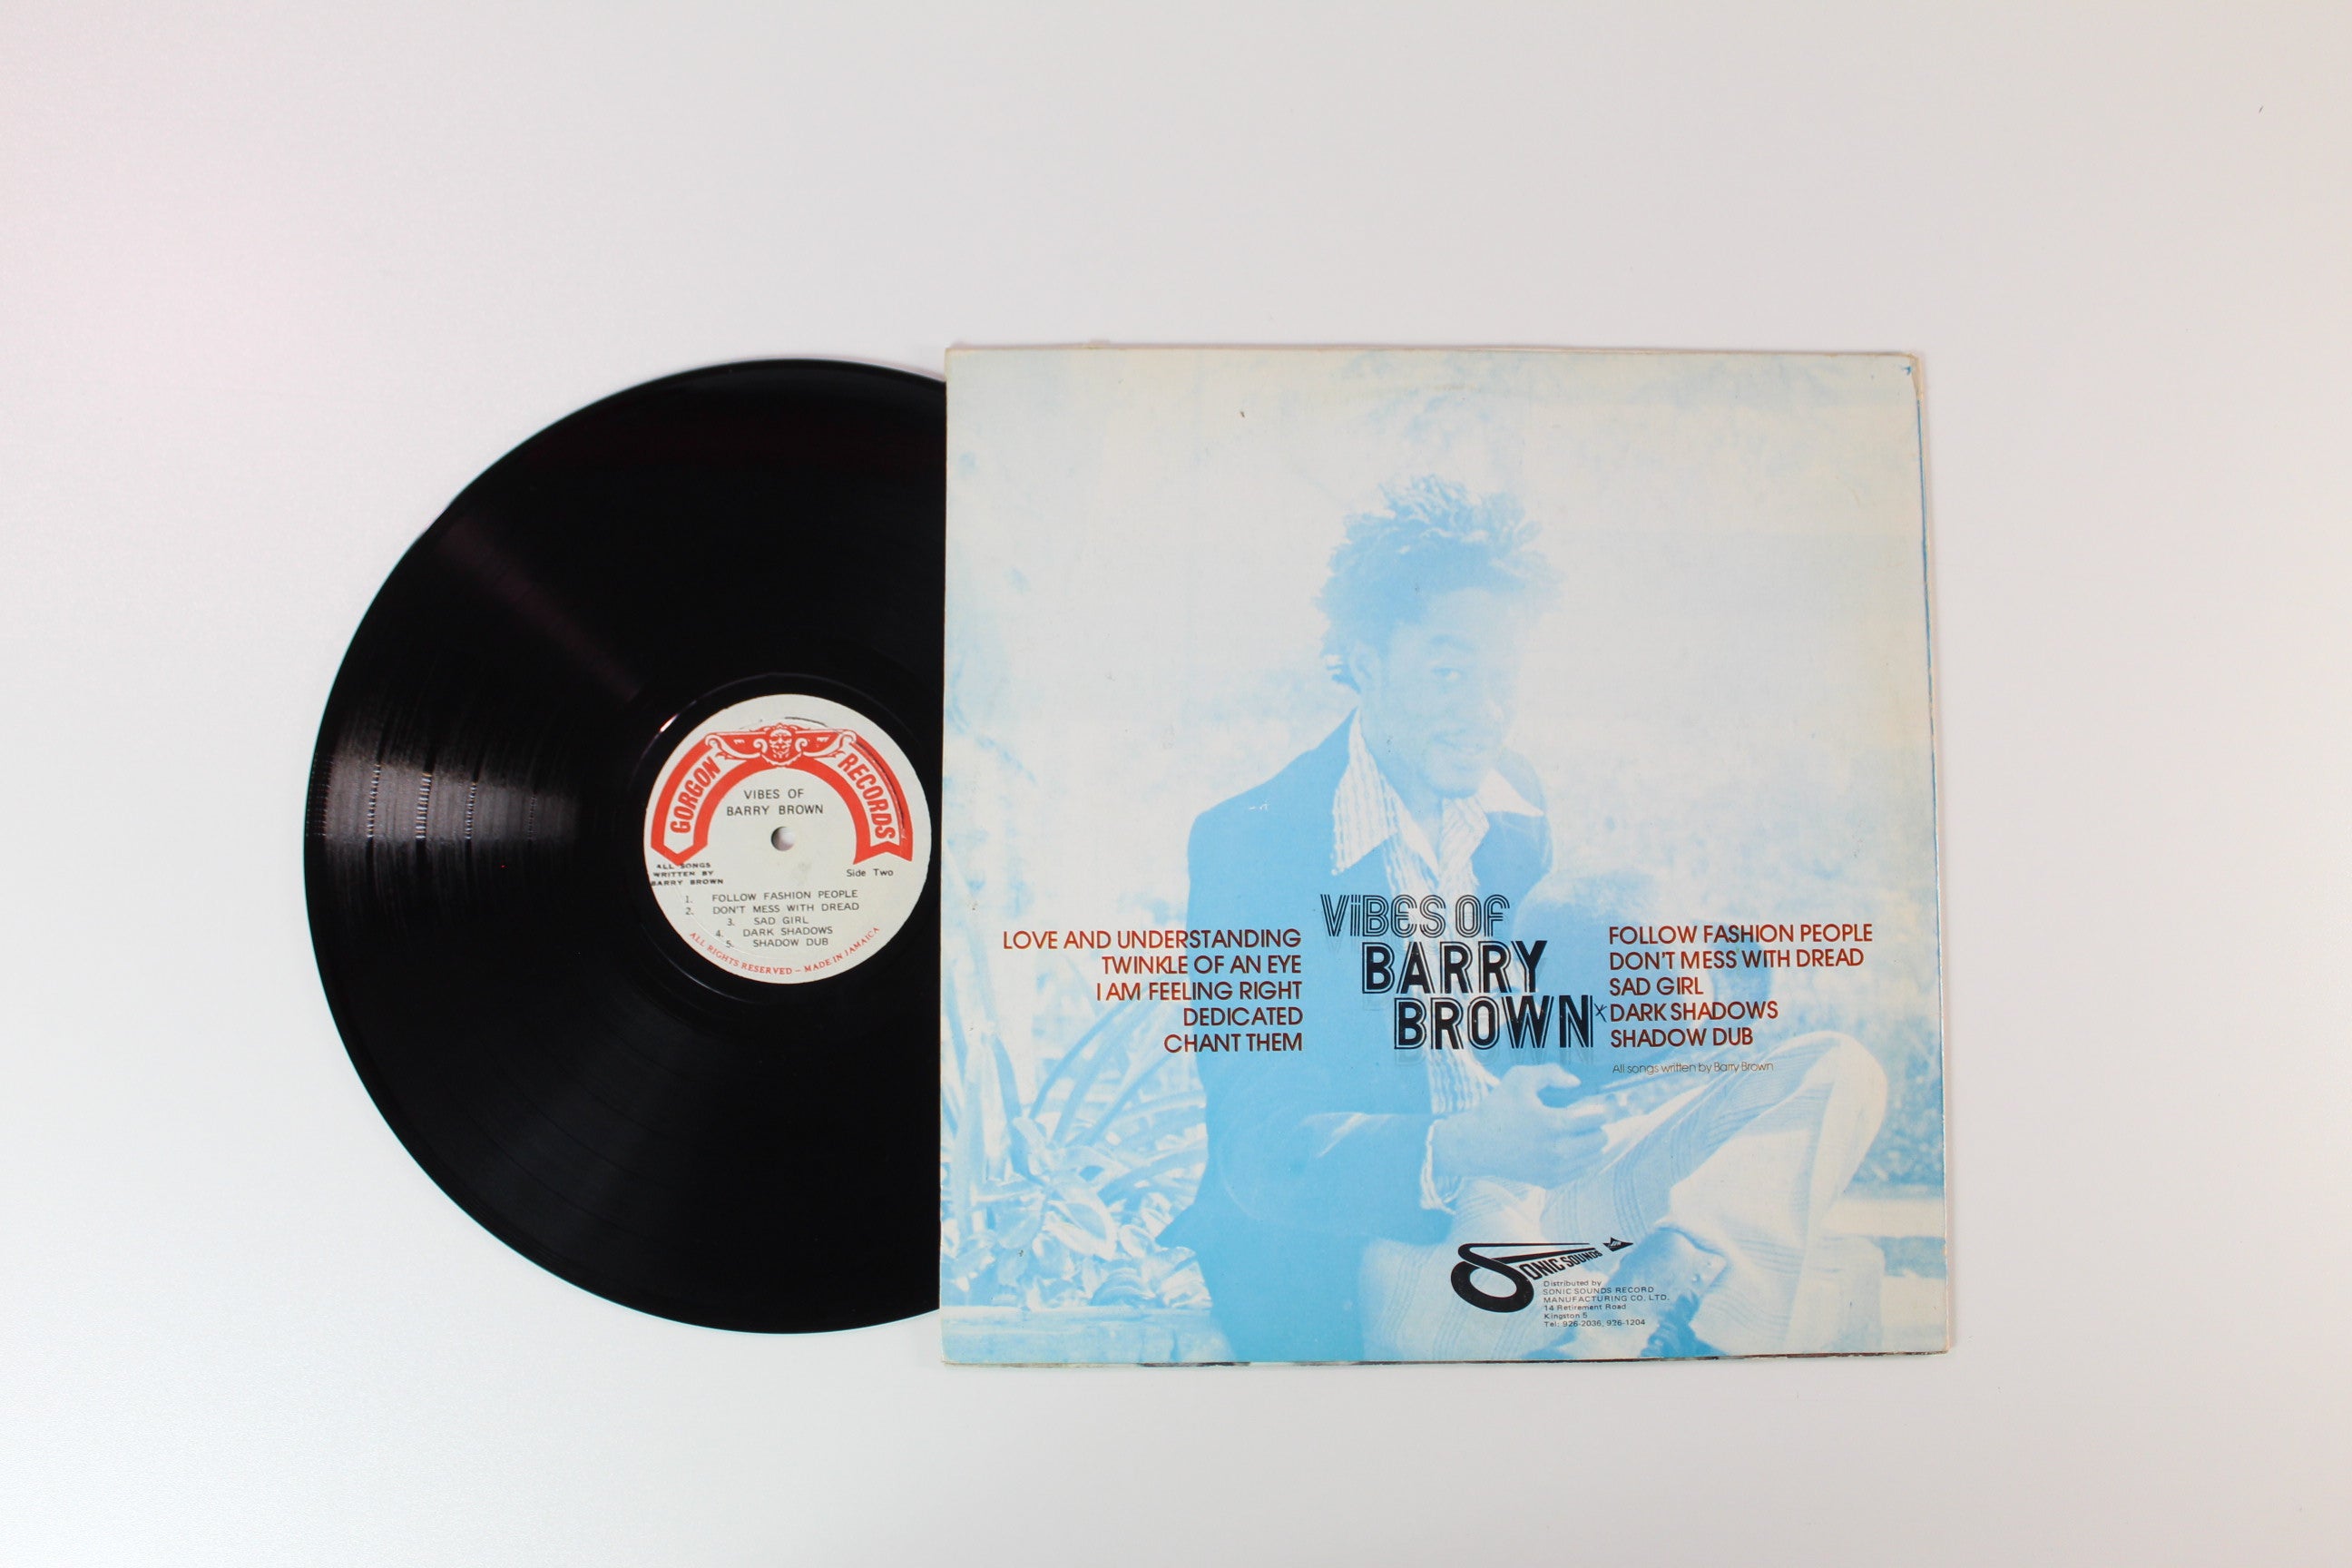 GORGON RECORDS
VIBES OF
BARRY BROWN
ALL SONGS
WRITTEN BY
BARRY BROWN
Side Two
1. FOLLOW FASHION PEOPLE
2. DON'T MESS WITH DREAD
3. SAD GIRL
4. DARK SHADOWS
5. SHADOW DUB
ALL RIGHTS RESERVED - MADE IN JAMAICA
LOVE AND UNDERSTANDING
TWINKLE OF AN EYE
I AM FEELING RIGHT
DEDICATED
CHANT THEM
ViBES OF
BARRY
BROWN
FOLLOW FASHION PEOPLE
DON'T MESS WITH DREAD
SAD GIRL
DARK SHADOWS
SHADOW DUB
All songs written by Barry Brown
SONIC SOUNDS
Distributed by
SONIC SOUNDS RECORD
MANUFACTURING CO. LTD.
14 Retirement Road
Kingston 5
Tel: 926-2036, 926-1204